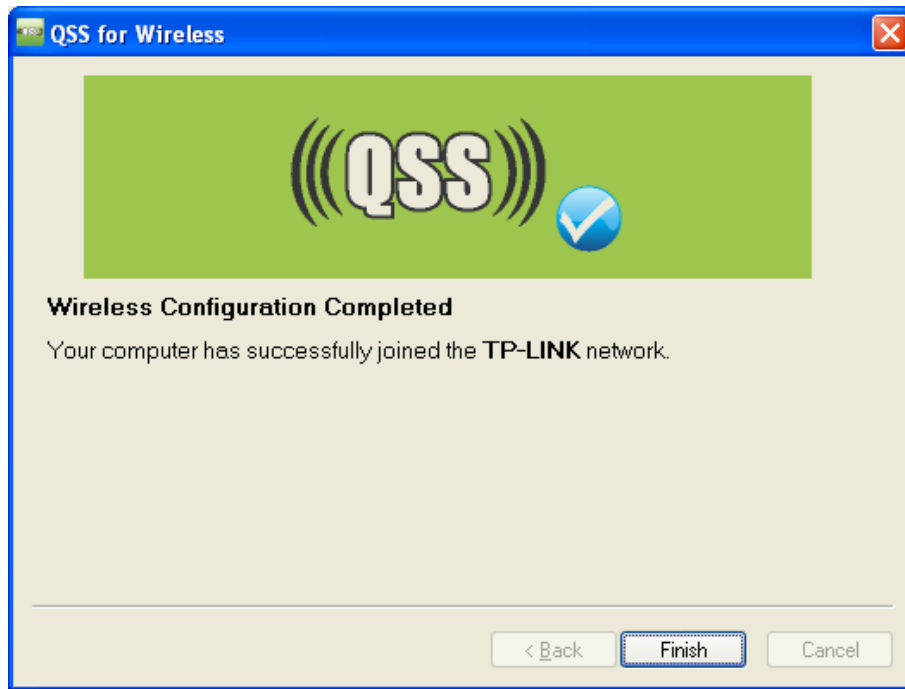 QSS for Wireless
(((QSS)))
Wireless Configuration Completed
Your computer has successfully joined the TP-LINK network.
< Back Finish Cancel